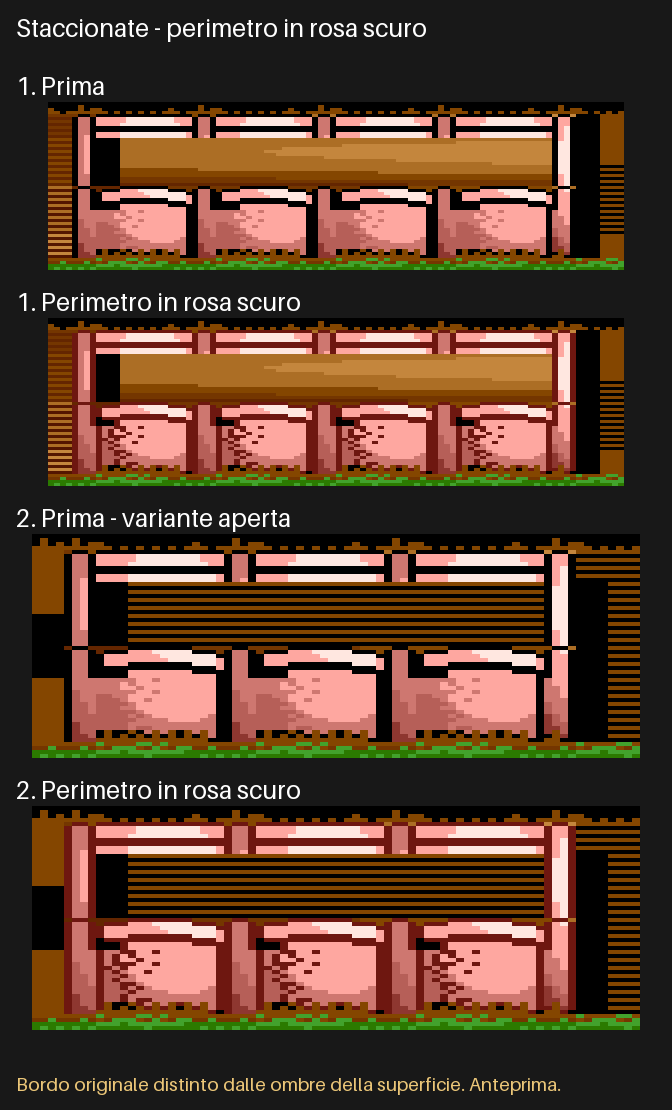 Staccionate - perimetro in rosa scuro
1. Prima
1. Perimetro in rosa scuro
2. Prima - variante aperta
2. Perimetro in rosa scuro
Bordo originale distinto dalle ombre della superficie. Anteprima.